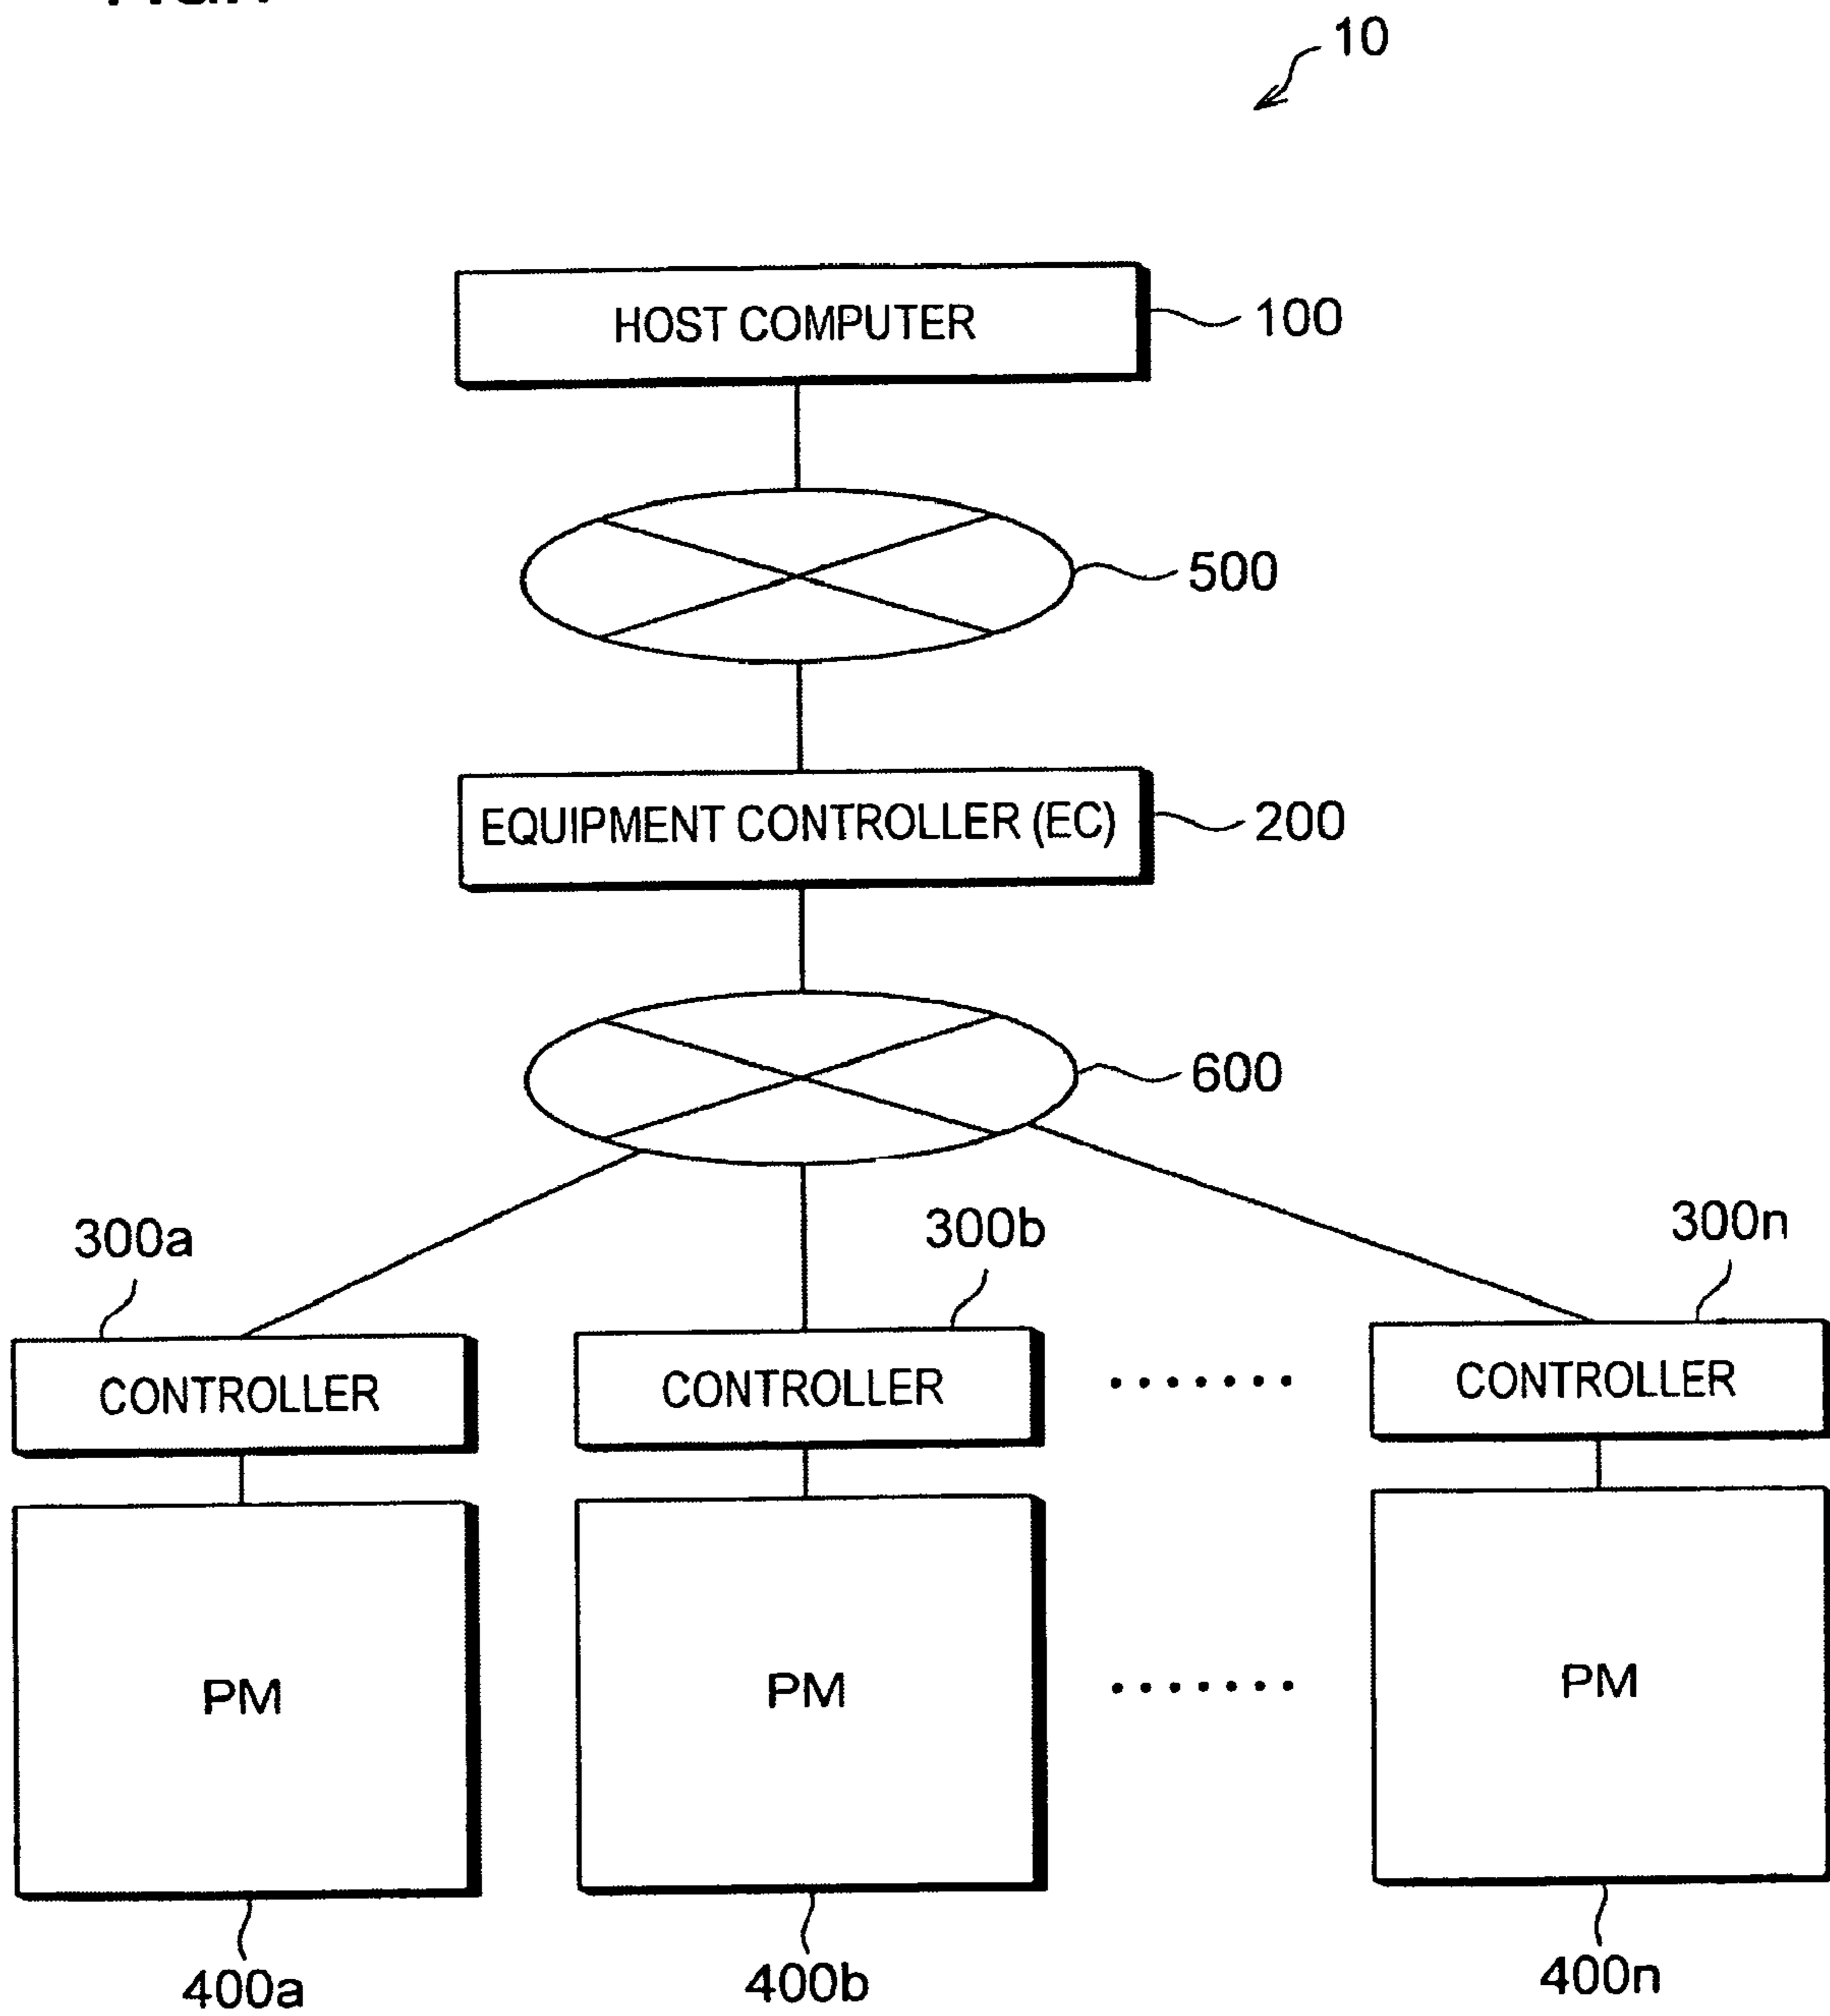 10
HOST COMPUTER
100
500
EQUIPMENT CONTROLLER (EC)
200
600
300a
300b
300n
CONTROLLER
CONTROLLER
.......
CONTROLLER
PM
PM
.......
PM
400a
400b
400n